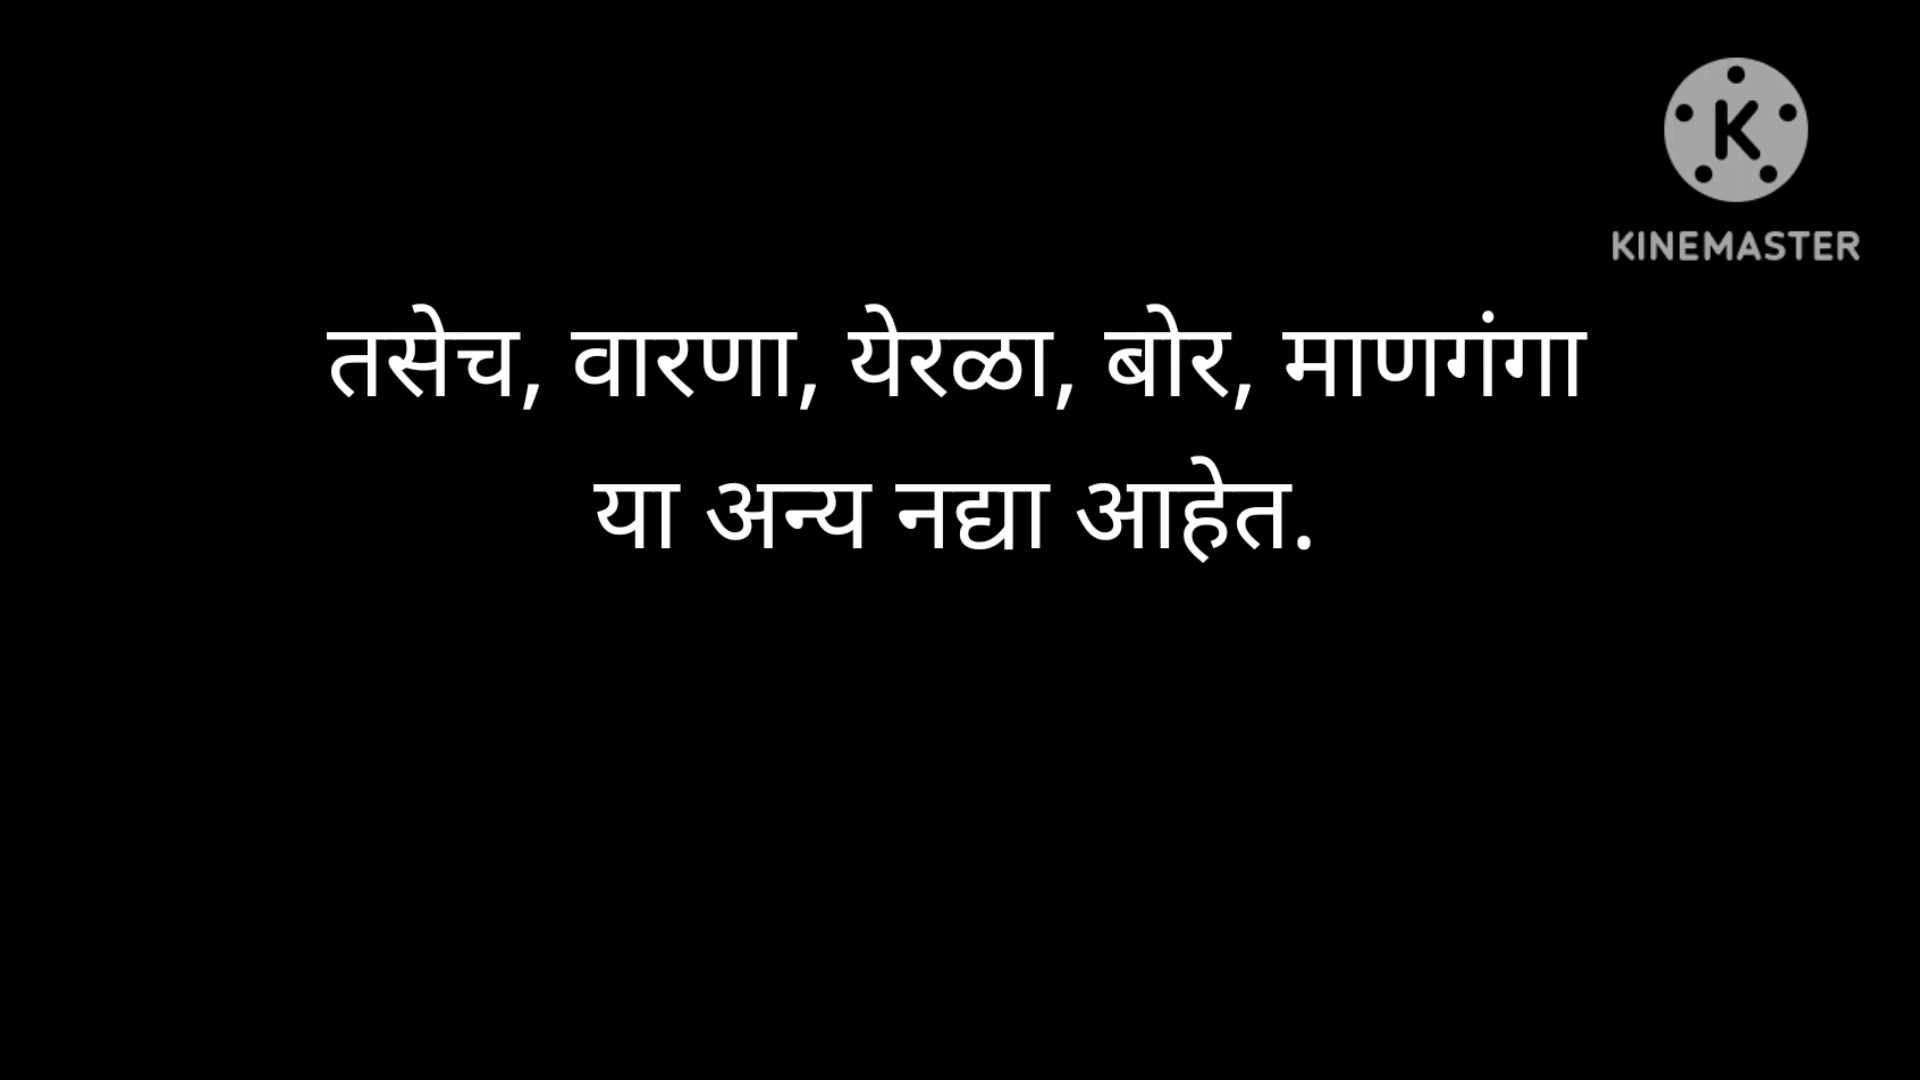 KINEMASTER
तसेच, वारणा, येरळा, बोर, माणगंगा
या अन्य नद्या आहेत.